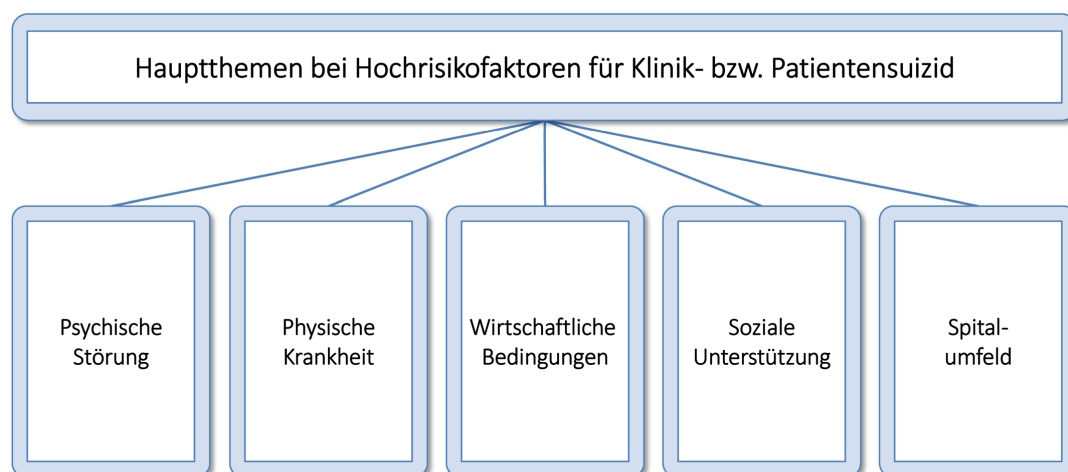 Hauptthemen bei Hochrisikofaktoren für Klinik- bzw. Patientensuizid
Psychische
Störung
Physische
Krankheit
Wirtschaftliche
Bedingungen
Soziale
Unterstützung
Spital-
umfeld